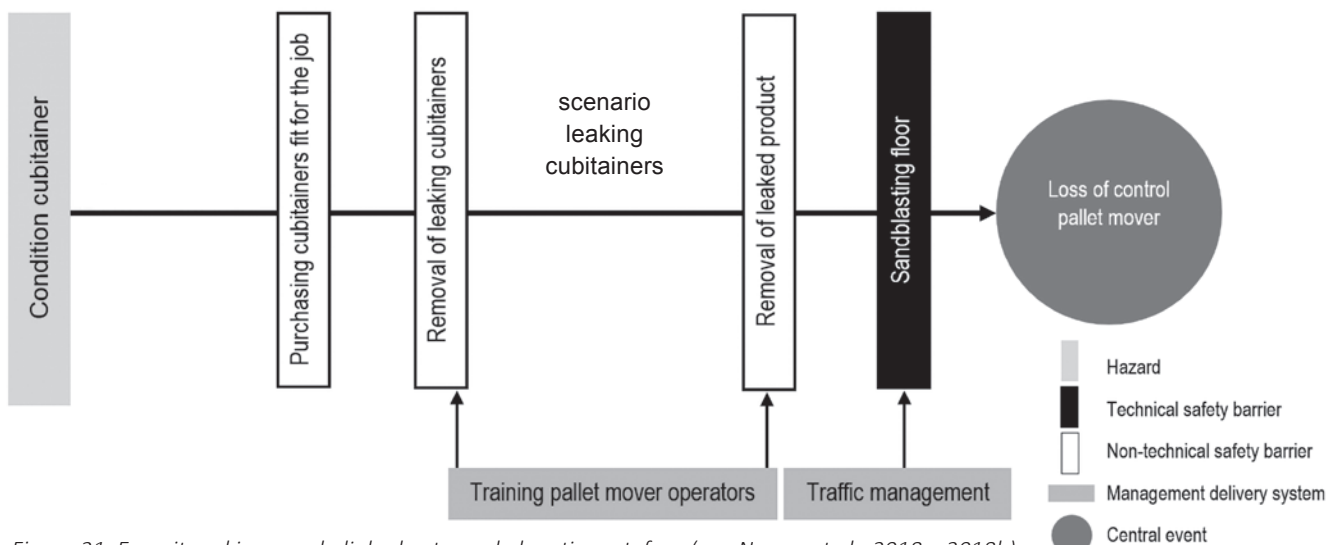 Condition cubitainer
Purchasing cubitainers fit for the job
Removal of leaking cubitainers
scenario
leaking
cubitainers
Removal of leaked product
Sandblasting floor
Loss of control
pallet mover
Training pallet mover operators
Traffic management
Hazard
Technical safety barrier
Non-technical safety barrier
Management delivery system
Central event
Figure